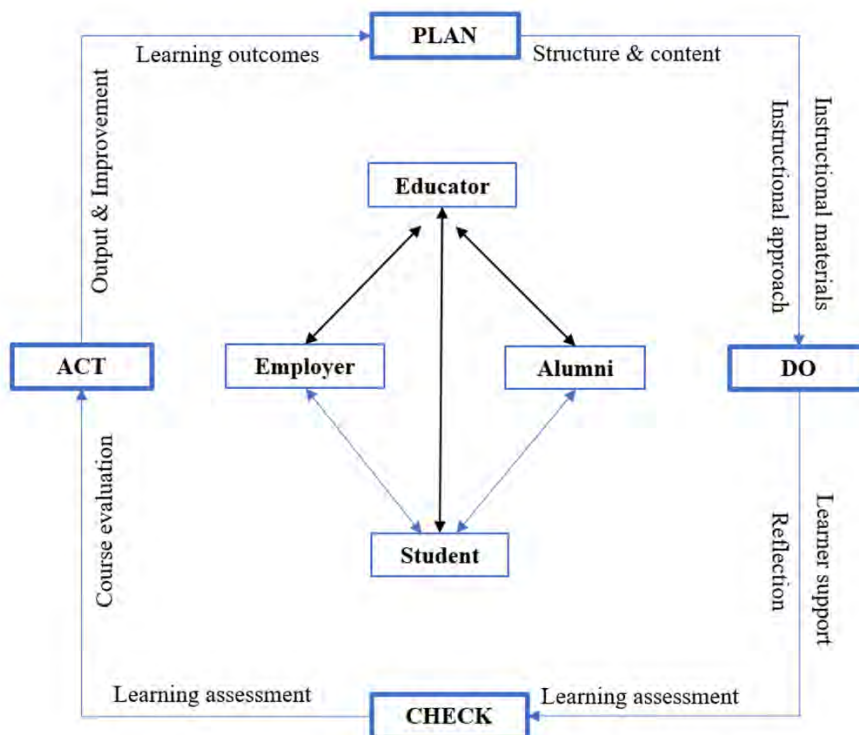 PLAN
Learning outcomes
Structure & content
Output & Improvement
Instructional materials
Instructional approach
Educator
Employer
Alumni
Student
ACT
DO
Course evaluation
Learner support
Reflection
Learning assessment
CHECK
Learning assessment